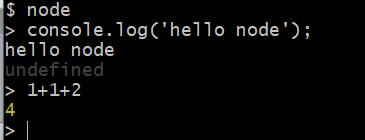 $ node
> console.log('hello node');
hello node
undefined
> 1+1+2
4
>